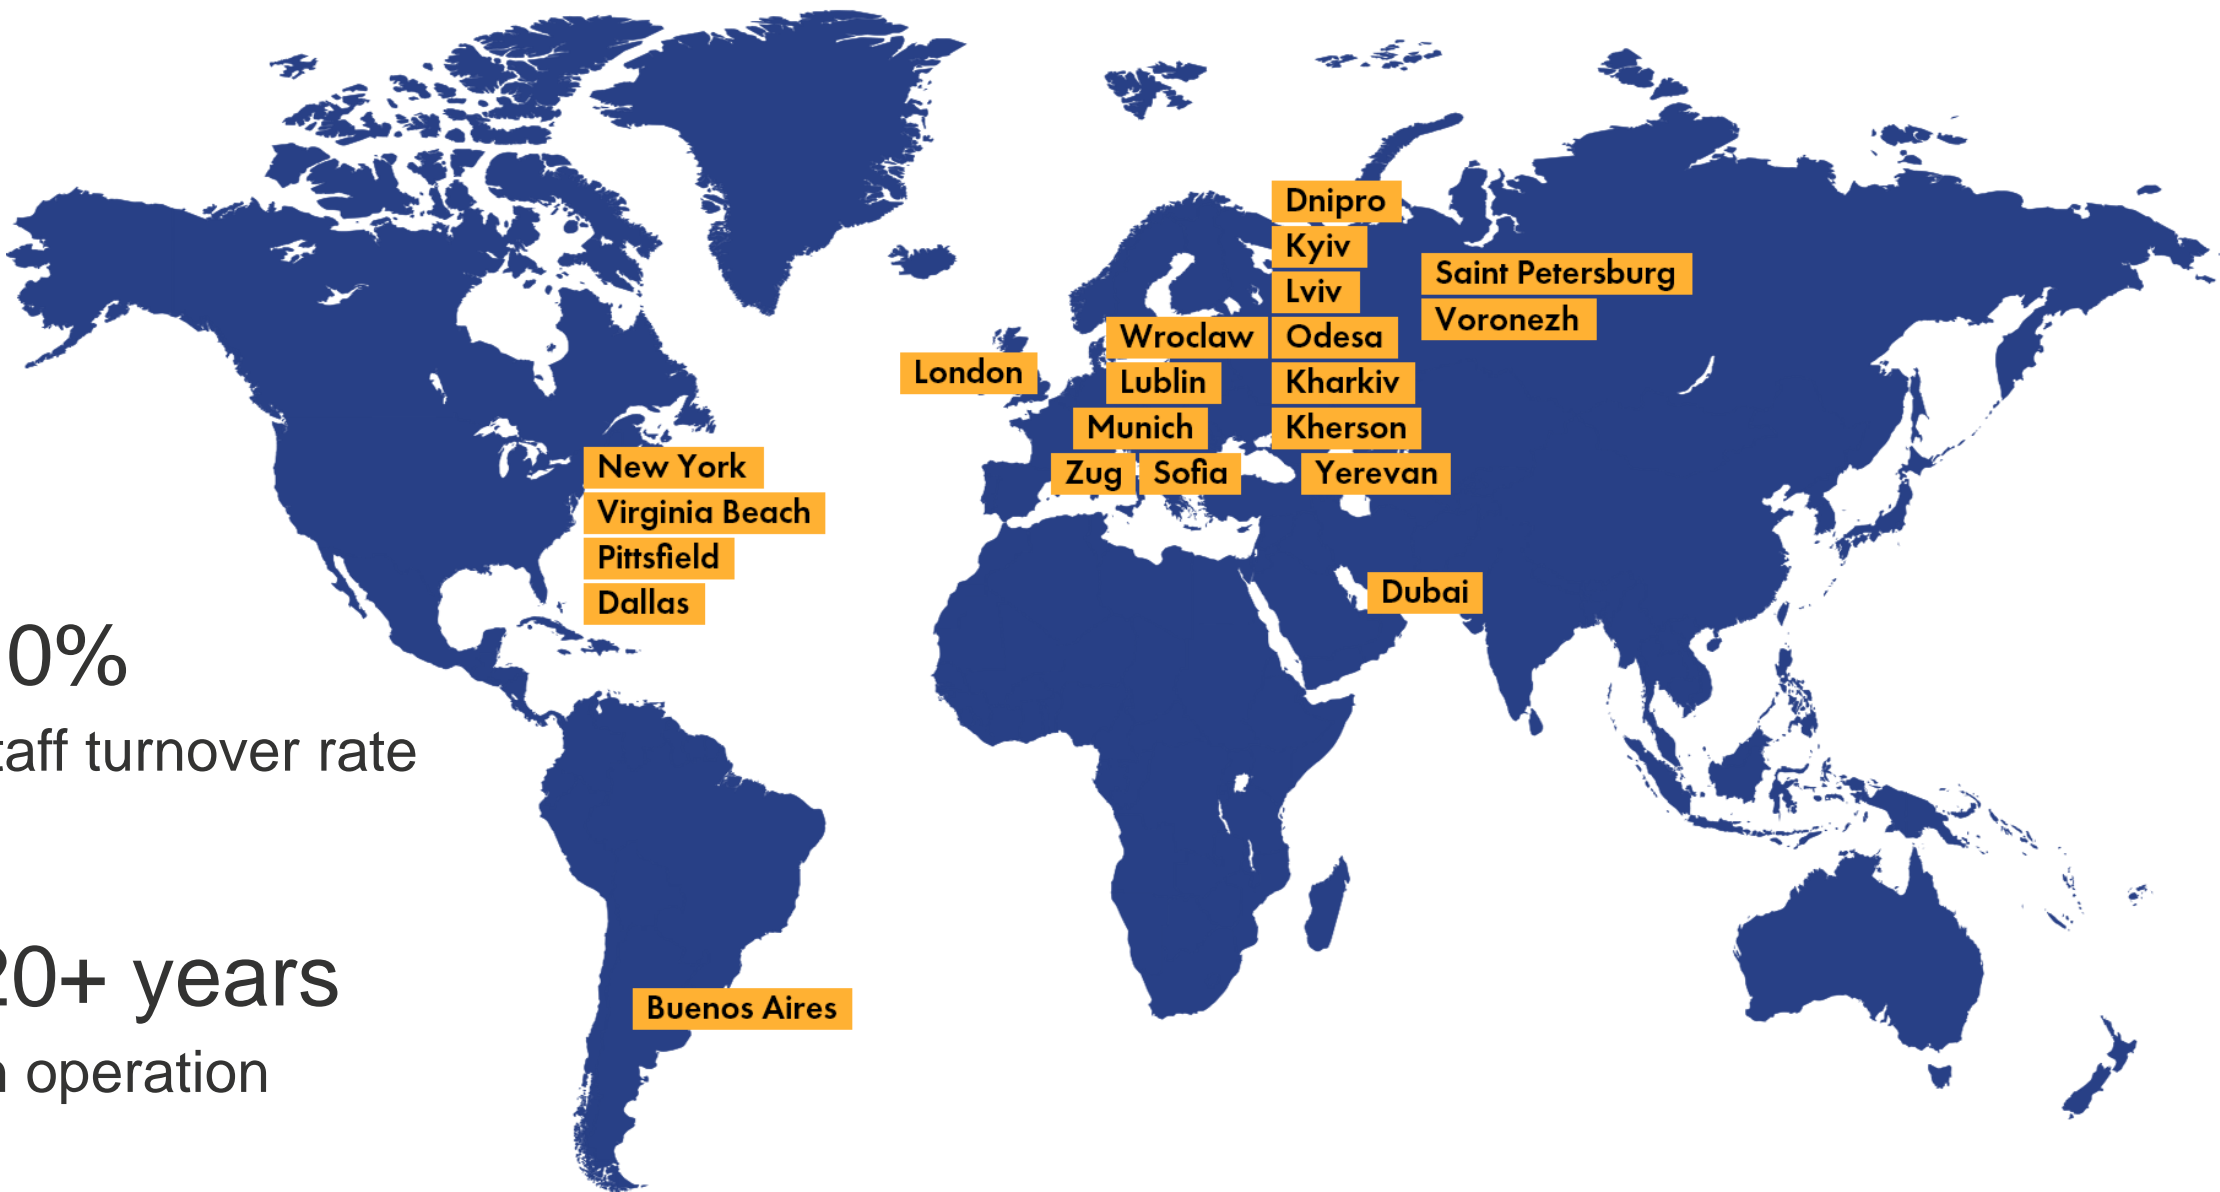 Dnipro
Kyiv
Saint Petersburg
Lviv
Voronezh
Wroclaw
Odesa
London
Lublin
Kharkiv
Munich
Kherson
New York
Zug
Sofia
Yerevan
Virginia Beach
Pittsfield
Dubai
Dallas
0%
turnover rate
20+ years
operation
Buenos Aires